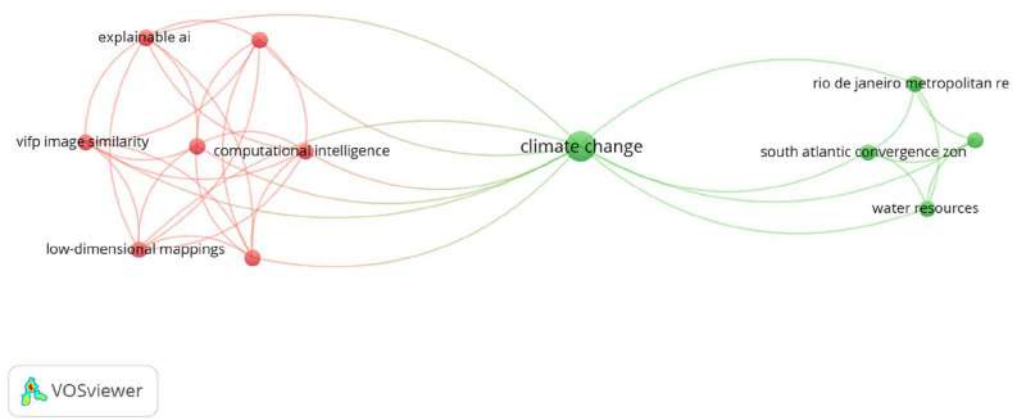 explainable ai
rio de janeiro metropolitan re
vifp image similarity
computational intelligence
climate change
south atlantic convergence zon
water resources
low-dimensional mappings
VOSviewer